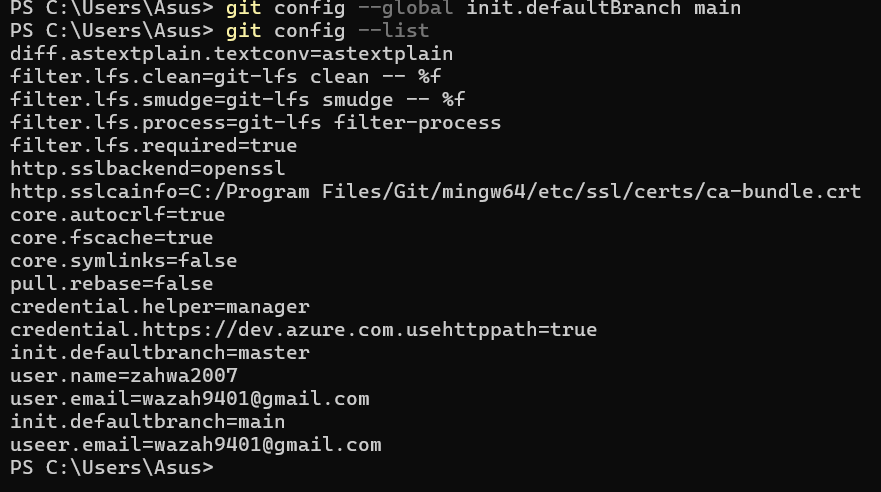 PS C:\Users\Asus> git config --global init.defaultBranch main
PS C:\Users\Asus> git config --list
diff.astextplain.textconv=astextplain
filter.lfs.clean=git-lfs clean -- %f
filter.lfs.smudge=git-lfs smudge -- %f
filter.lfs.process=git-lfs filter-process
filter.lfs.required=true
http.sslbackend=openssl
http.sslcainfo=C:/Program Files/Git/mingw64/etc/ssl/certs/ca-bundle.crt
core.autocrlf=true
core.fscache=true
core.symlinks=false
pull.rebase=false
credential.helper=manager
credential.https://dev.azure.com.usehttppath=true
init.defaultbranch=master
user.name=zahwa2007
user.email=wazah9401@gmail.com
init.defaultbranch=main
useer.email=wazah9401@gmail.com
PS C:\Users\Asus>